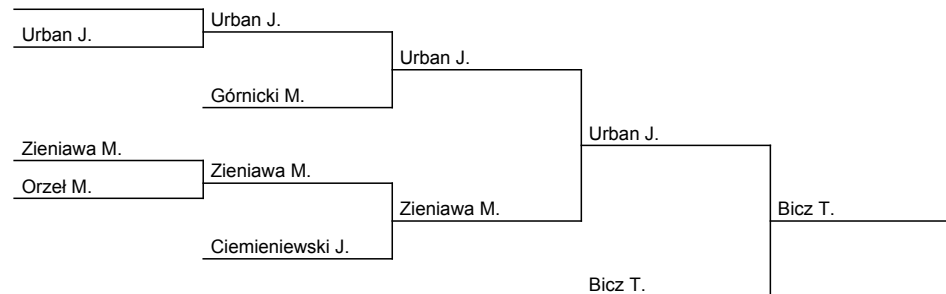 Urban J.
Urban J.
Urban J.
Górnicki M.
Urban J.
Zieniawa M.
Orzeł M.
Zieniawa M.
Zieniawa M.
Bicz T.
Ciemieniewski J.
Bicz T.